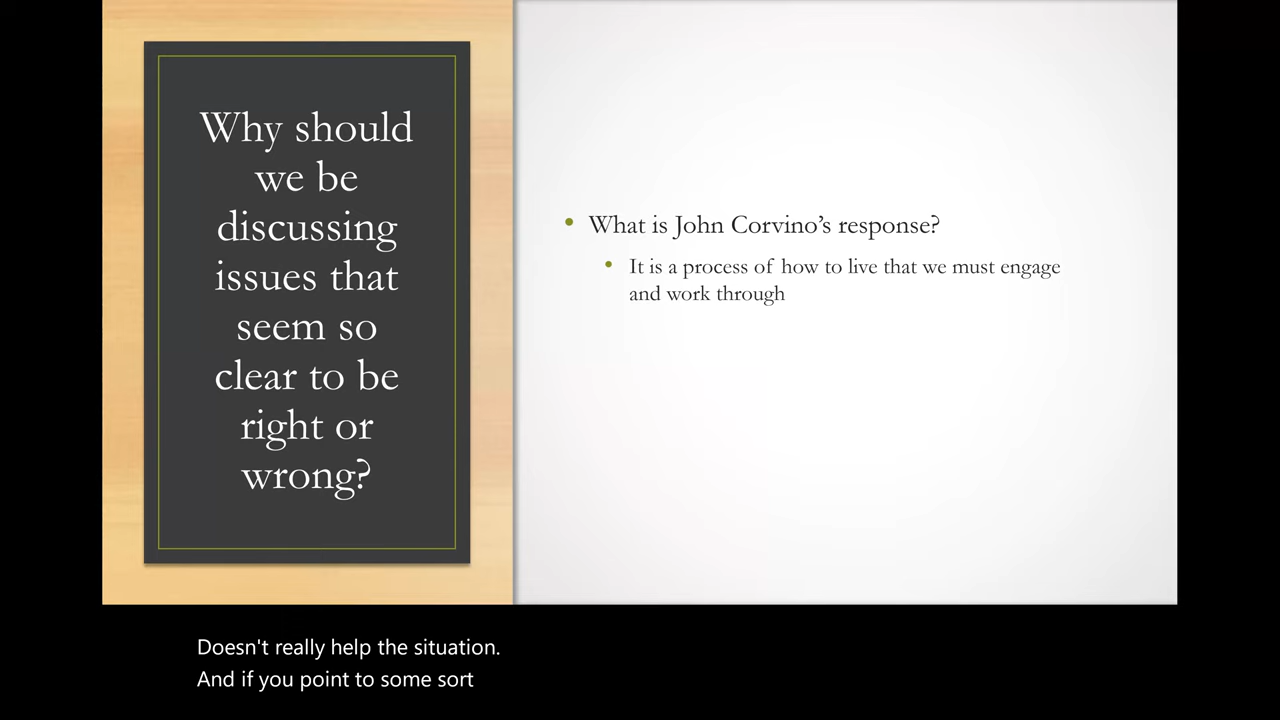 Why should
we be
discussing
issues that
seem so
clear to be
right or
wrong?
• What is John Corvino’s response?
• It is a process of how to live that we must engage
and work through
Doesn't really help the situation.
And if you point to some sort